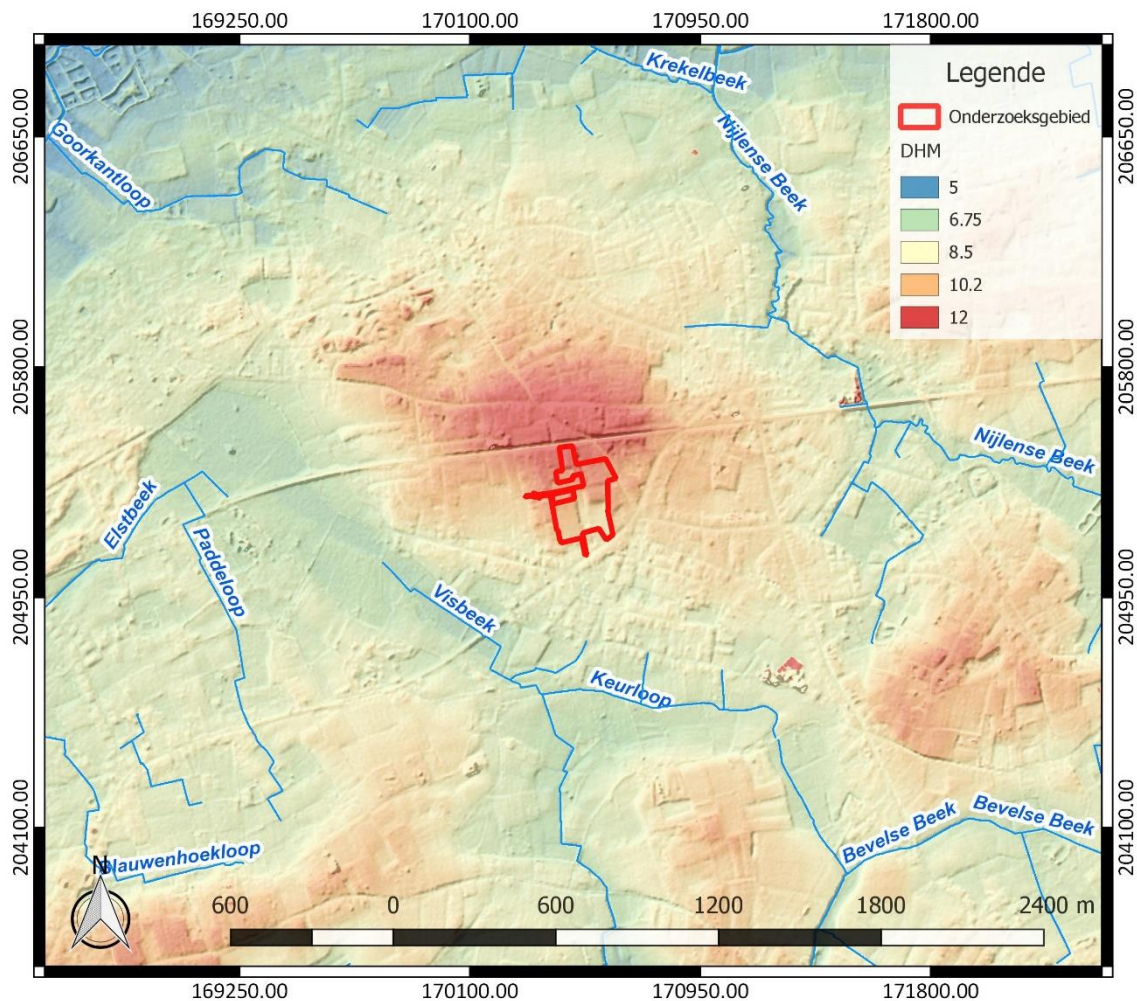 169250.00 170100.00 170950.00 171800.00
Krekelbeek
Legende
Onderzoeksgebied
DHM
5
6.75
8.5
10.2
12
206650.00
206650.00
Goorkantloop
Nijlense Beek
205800.00
205800.00
Nijlense Beek
Elstbeek
Paddeloop
Visbeek
204950.00
204950.00
Keurloop
204100.00
204100.00
Bevelse Beek
Bevelse Beek
N
lauwenhoekloop
600 0 600 1200 1800 2400 m
169250.00 170100.00 170950.00 171800.00